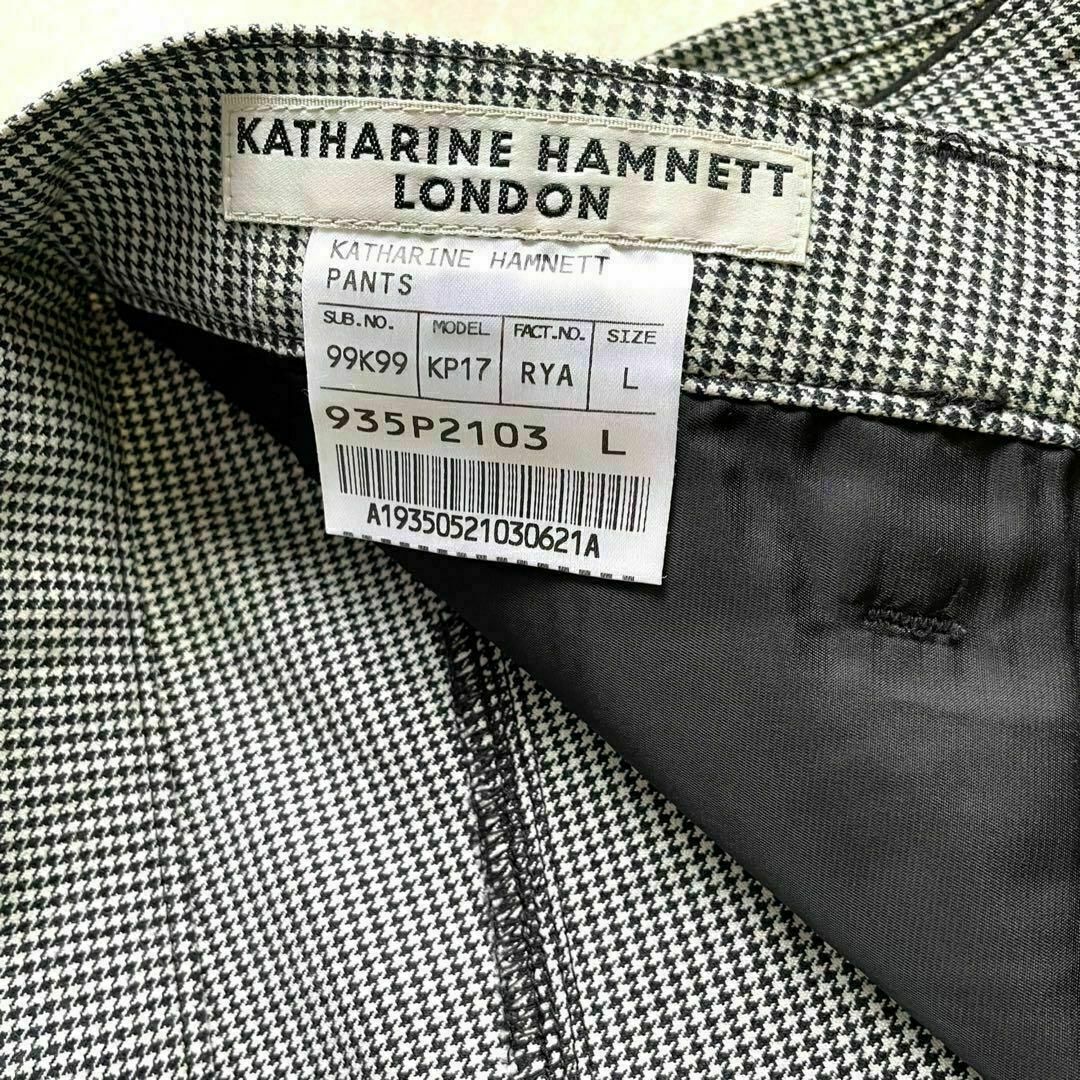 KATHARINE HAMNETT
LONDON
KATHARINE HAMNETT
PANTS
SUB.NO. MODEL FACT.NO. SIZE
99K99 KP17 RYA L
935P2103 L
A19350521030621A